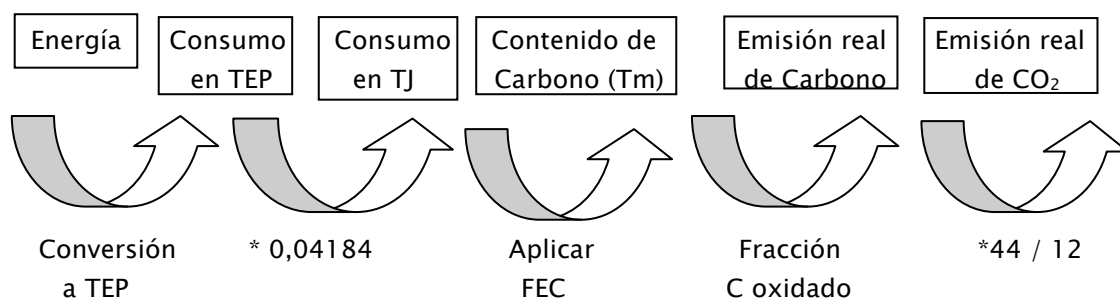 Energía
Consumo
en TEP
Consumo
en TJ
Contenido de
Carbono (Tm)
Emisión real
de Carbono
Emisión real
de CO₂
Conversión
a TEP
* 0,04184
Aplicar
FEC
Fracción
C oxidado
*44 / 12